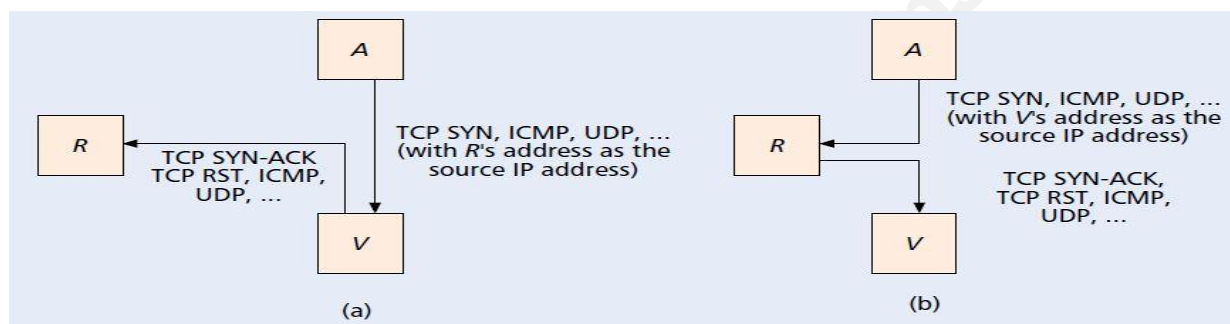 A
R
TCP SYN, ICMP, UDP, ...
(with R's address as the
source IP address)
TCP SYN-ACK
TCP RST, ICMP,
UDP, ...
V
(a)
A
TCP SYN, ICMP, UDP, ...
(with V's address as the
source IP address)
R
TCP SYN-ACK,
TCP RST, ICMP,
UDP, ...
V
(b)